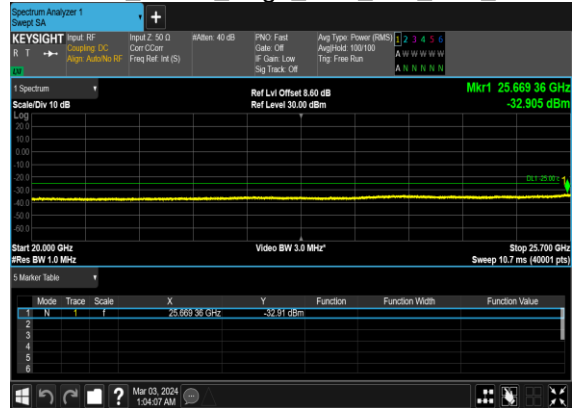 Spectrum Analyzer 1
Swept SA
+
KEYSIGHT Input: RF Input Z: 50 Ω #Atten: 40 dB PNO: Fast Avg Type: Power (RMS) 1 2 3 4 5 6
R T Coupling: DC Corr CCorr Gate: Off Avg|Hold: 100/100 A W W W W W
Align: Auto/No RF Freq Ref: Int (S) IF Gain: Low Trig: Free Run
Sig Track: Off A N N N N N
1 Spectrum
Scale/Div 10 dB Ref Lvl Offset 8.60 dB Mkr1 25.669 36 GHz
Ref Level 30.00 dBm -32.905 dBm
Log
20.0
10.0
0.00
-10.0
-20.0
-30.0
-40.0
-50.0
-60.0
1
Start 20.000 GHz Video BW 3.0 MHz* Stop 25.700 GHz
#Res BW 1.0 MHz Sweep 10.7 ms (40001 pts)
5 Marker Table
Mode Trace Scale X Y Function Function Width Function Value
1 N 1 f 25.669 36 GHz -32.91 dBm
2
3
4
5
6
? Mar 03, 2024
1:04:07 AM